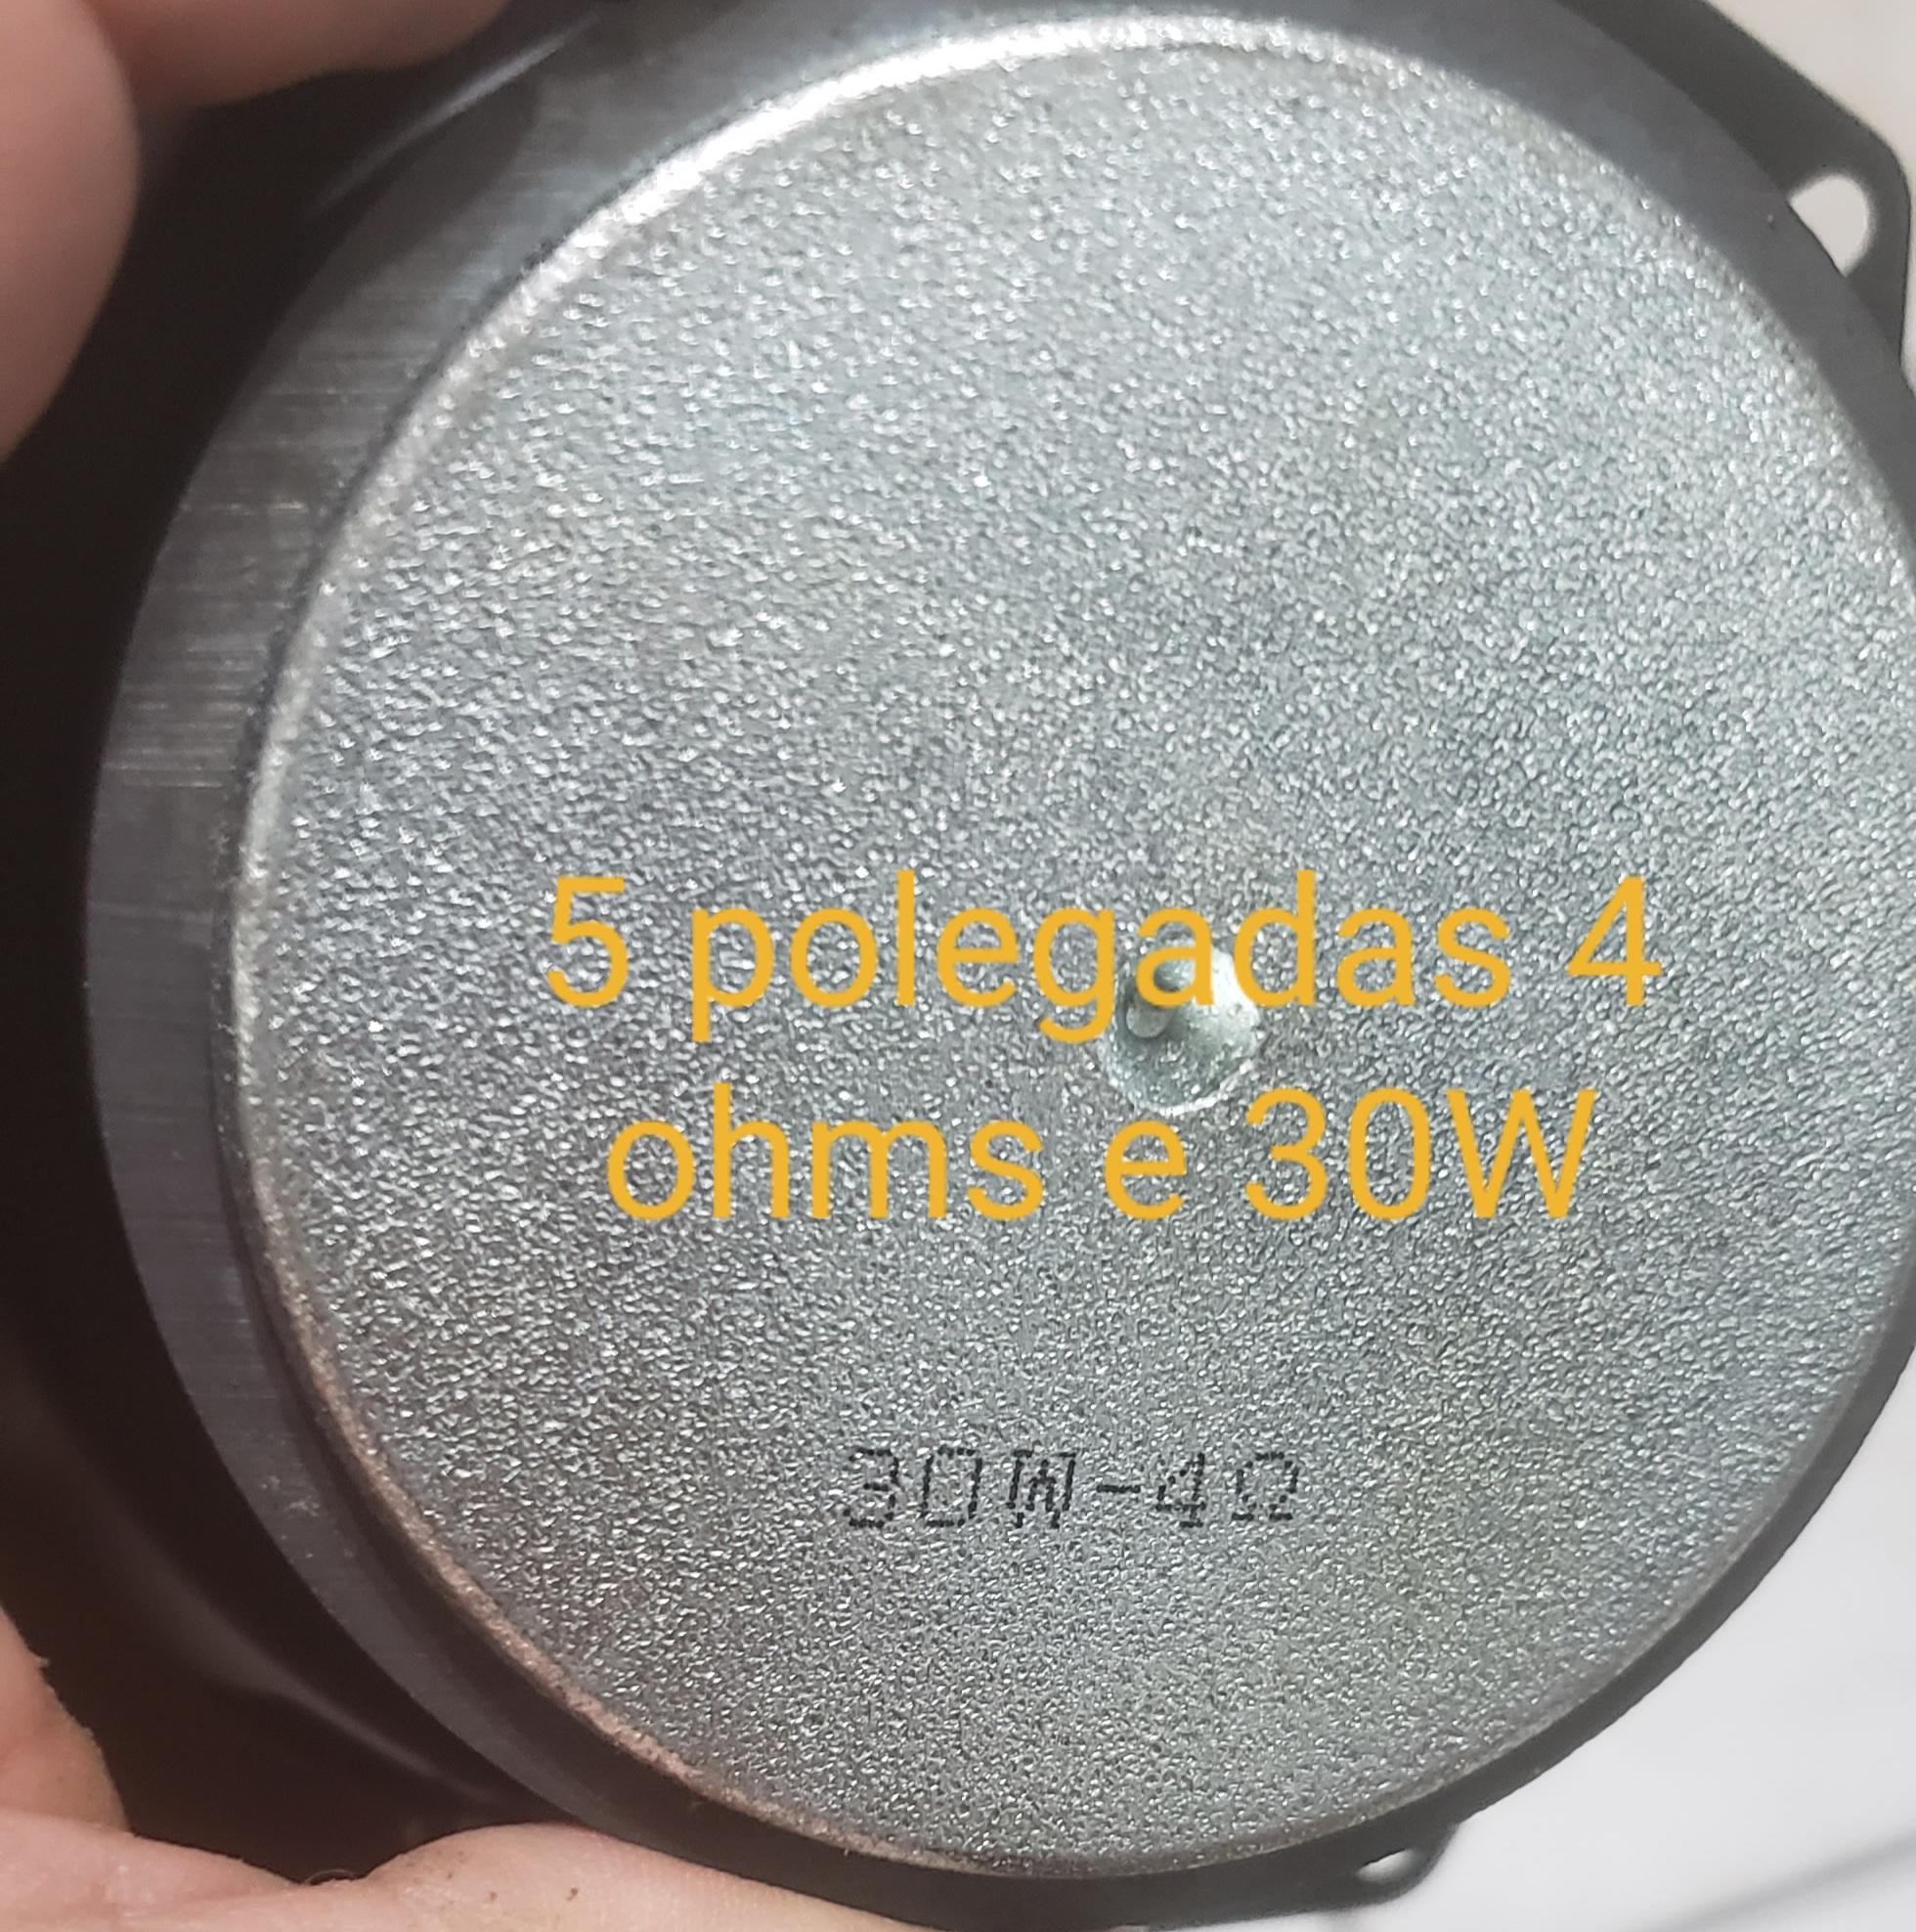 5 polegadas 4
ohms e 30W
30W-4Ω